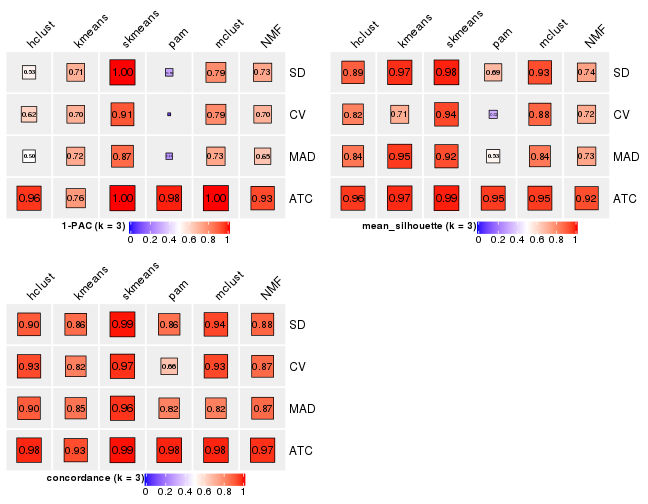 hclust kmeans skmeans pam mclust NMF
0.53 0.71 1.00 0.79 0.73 SD
0.62 0.70 0.91 0.79 0.70 CV
0.50 0.72 0.87 0.73 0.65 MAD
0.96 0.76 1.00 0.98 1.00 0.93 ATC
1-PAC (k = 3)
0 0.2 0.4 0.6 0.8 1
hclust kmeans skmeans pam mclust NMF
0.89 0.97 0.98 0.69 0.93 0.74 SD
0.82 0.71 0.94 0.88 0.72 CV
0.84 0.95 0.92 0.53 0.84 0.73 MAD
0.96 0.97 0.99 0.95 0.95 0.92 ATC
mean_silhouette (k = 3)
0 0.2 0.4 0.6 0.8 1
hclust kmeans skmeans pam mclust NMF
0.90 0.86 0.99 0.86 0.94 0.88 SD
0.93 0.82 0.97 0.66 0.93 0.87 CV
0.90 0.85 0.96 0.82 0.82 0.87 MAD
0.98 0.93 0.99 0.98 0.98 0.97 ATC
concordance (k = 3)
0 0.2 0.4 0.6 0.8 1